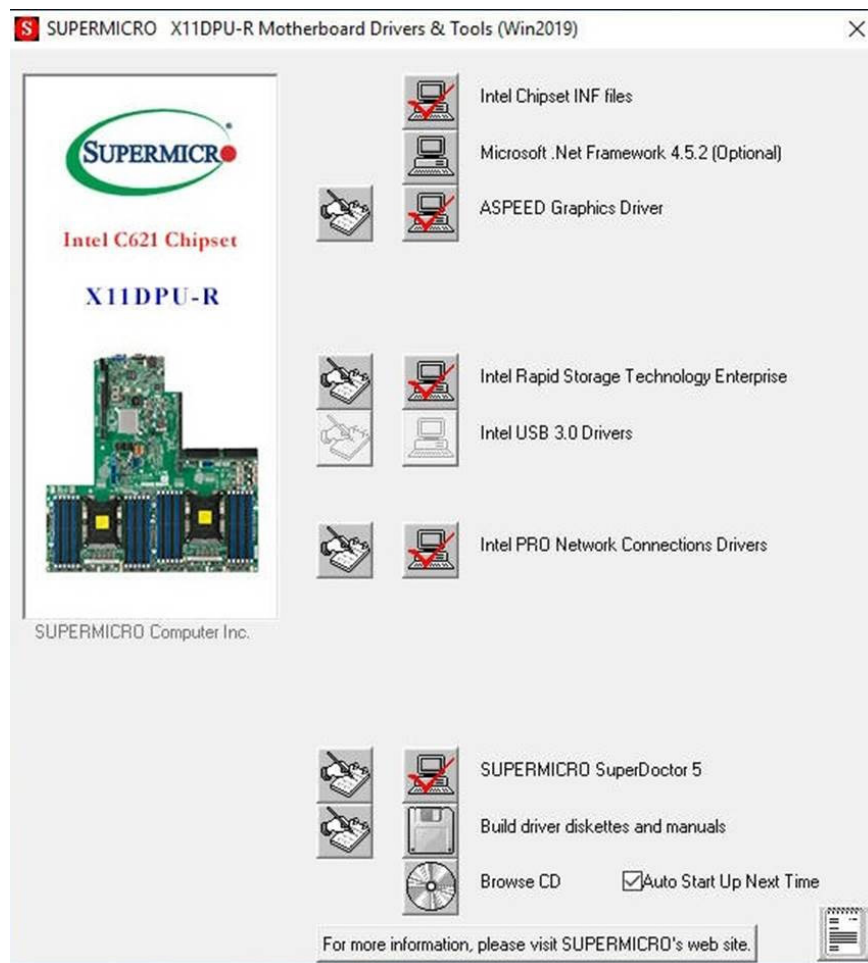 SUPERMICRO X11DPU-R Motherboard Drivers & Tools (Win2019)
SUPERMICRO
Intel C621 Chipset
X11DPU-R
SUPERMICRO Computer Inc.
Intel Chipset INF files
Microsoft .Net Framework 4.5.2 (Optional)
ASPEED Graphics Driver
Intel Rapid Storage Technology Enterprise
Intel USB 3.0 Drivers
Intel PRO Network Connections Drivers
SUPERMICRO SuperDoctor 5
Build driver diskettes and manuals
Browse CD Auto Start Up Next Time
For more information, please visit SUPERMICRO's web site.